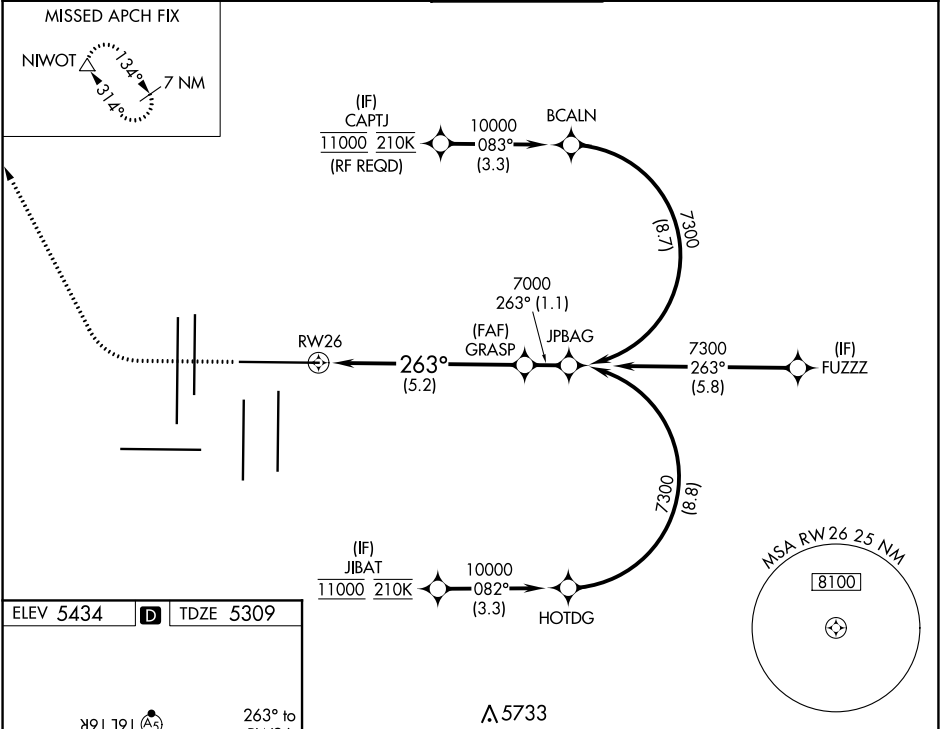 MISSED APCH FIX
NIWOT
134°
7 NM
314°
(IF)
CAPTJ
11000 210K
(RF REQD)
10000
083°
(3.3)
BCALN
7300
(8.7)
7000
263° (1.1)
(FAF)
GRASP
JPBAG
RW26
263°
(5.2)
7300
263°
(5.8)
(IF)
FUZZZ
7300
(8.8)
(IF)
JIBAT
11000 210K
10000
082°
(3.3)
HOTDG
MSA RW26 25 NM
8100
ELEV 5434
D
TDZE 5309
16L 16R
A5
263° to
5733